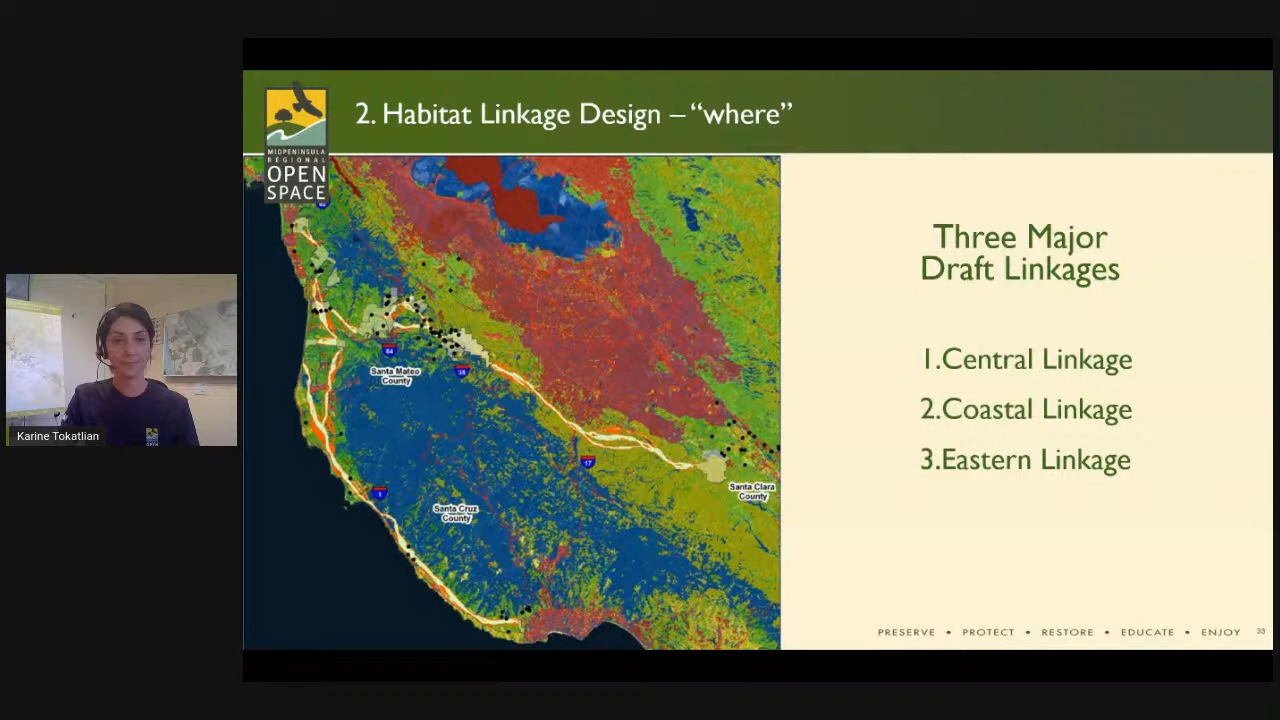 2. Habitat Linkage Design – “where”
MIDPENINSULA
REGIONAL
OPEN
SPACE
84
Santa Mateo
County
35
17
1
Santa Cruz
County
Santa Clara
County
Three Major
Draft Linkages
1.Central Linkage
2.Coastal Linkage
3.Eastern Linkage
PRESERVE • PROTECT • RESTORE • EDUCATE • ENJOY 33
Karine Tokatlian